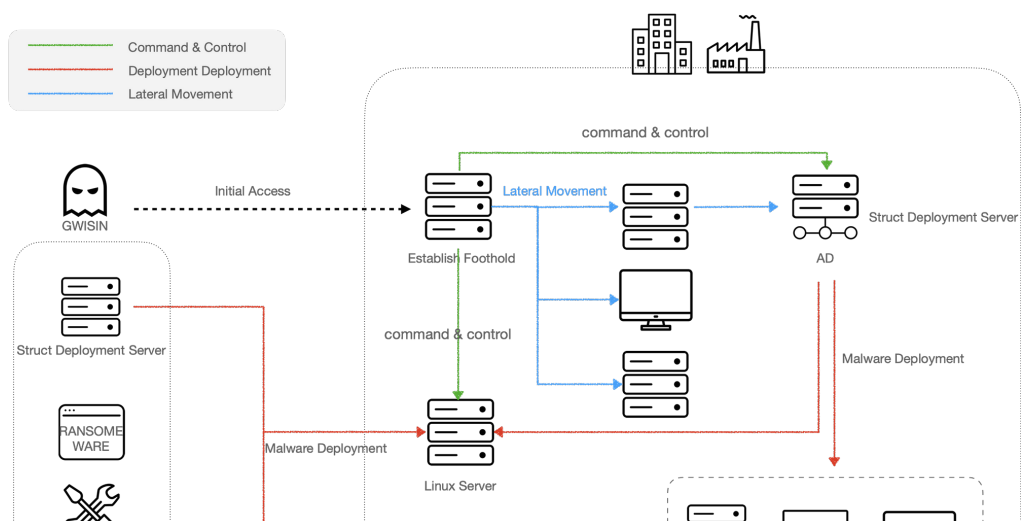 Command & Control
Deployment Deployment
Lateral Movement
command & control
GWISIN
Initial Access
Lateral Movement
Establish Foothold
Struct Deployment Server
AD
Struct Deployment Server
command & control
Malware Deployment
RANSOME
WARE
Malware Deployment
Linux Server